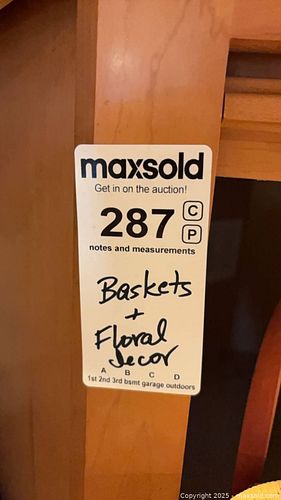 maxsold
Get in on the auction!
287 C
P
notes and measurements
Baskets
+
Floral
decor
A B C D
1st 2nd 3rd bsmt garage outdoors
Copyright 2025 - maxsold.com